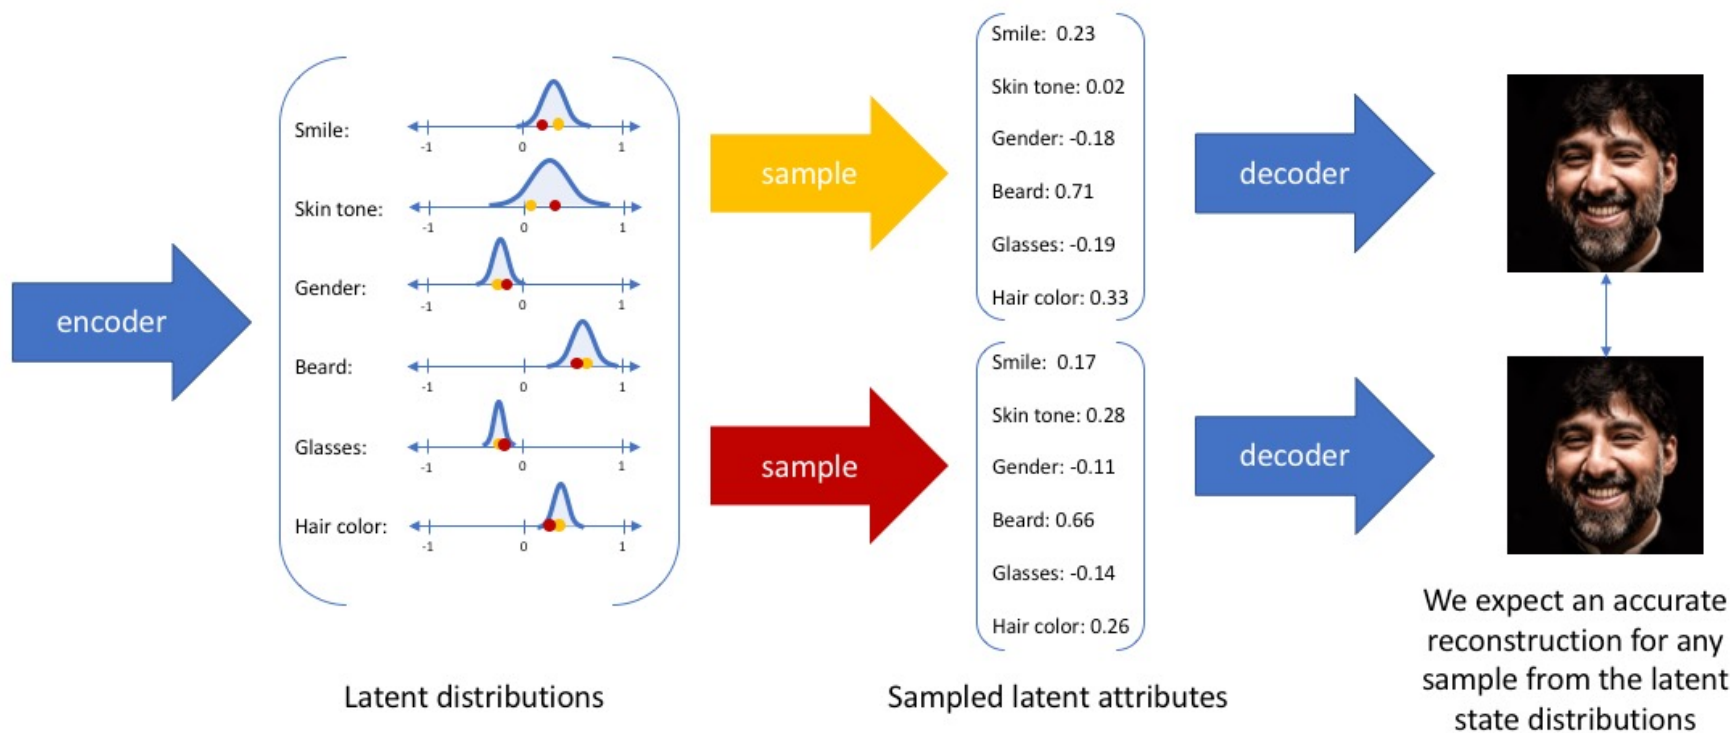 encoder
Smile:
-1 0 1
Skin tone:
-1 0 1
Gender:
-1 0 1
Beard:
-1 0 1
Glasses:
-1 0 1
Hair color:
-1 0 1
Latent distributions
sample
sample
Smile: 0.23
Skin tone: 0.02
Gender: -0.18
Beard: 0.71
Glasses: -0.19
Hair color: 0.33
Smile: 0.17
Skin tone: 0.28
Gender: -0.11
Beard: 0.66
Glasses: -0.14
Hair color: 0.26
Sampled latent attributes
decoder
decoder
We expect an accurate
reconstruction for any
sample from the latent
state distributions